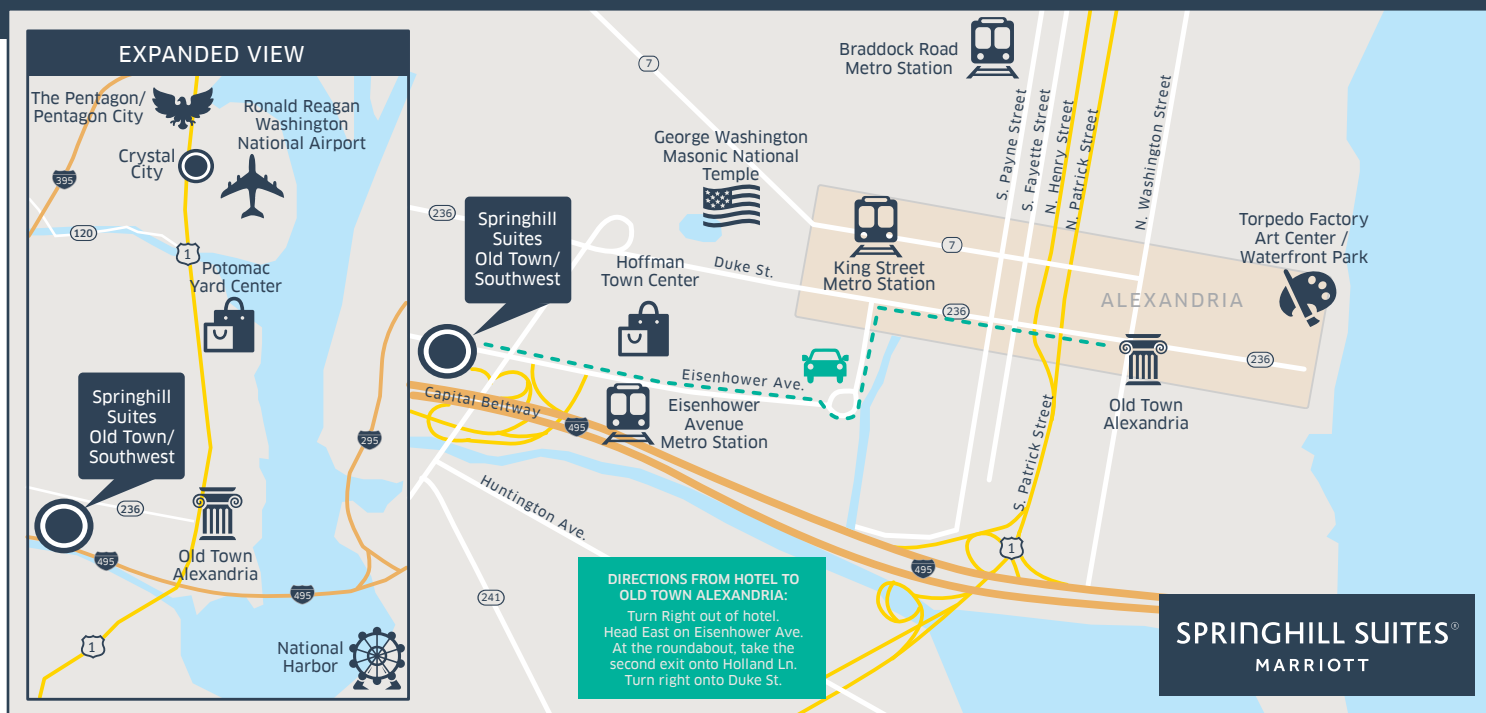 EXPANDED VIEW
The Pentagon/
Pentagon City
Ronald Reagan
Washington
National Airport
Crystal
City
395
120
1
Potomac
Yard Center
Springhill
Suites
Old Town/
Southwest
295
236
495
Old Town
Alexandria
495
1
National
Harbor
7
Braddock Road
Metro Station
George Washington
Masonic National
Temple
S. Payne Street
S. Fayette Street
N. Henry Street
N. Patrick Street
N. Washington Street
236
Springhill
Suites
Old Town/
Southwest
Hoffman
Town Center
Duke St.
King Street
Metro Station
7
Torpedo Factory
Art Center /
Waterfront Park
ALEXANDRIA
236
236
Eisenhower Ave.
Capital Beltway
495
Eisenhower
Avenue
Metro Station
Old Town
Alexandria
S. Patrick Street
Huntington Ave.
1
495
241
DIRECTIONS FROM HOTEL TO
OLD TOWN ALEXANDRIA:
Turn Right out of hotel.
Head East on Eisenhower Ave.
At the roundabout, take the
second exit onto Holland Ln.
Turn right onto Duke St.
SPRINGHILL SUITES®
MARRIOTT